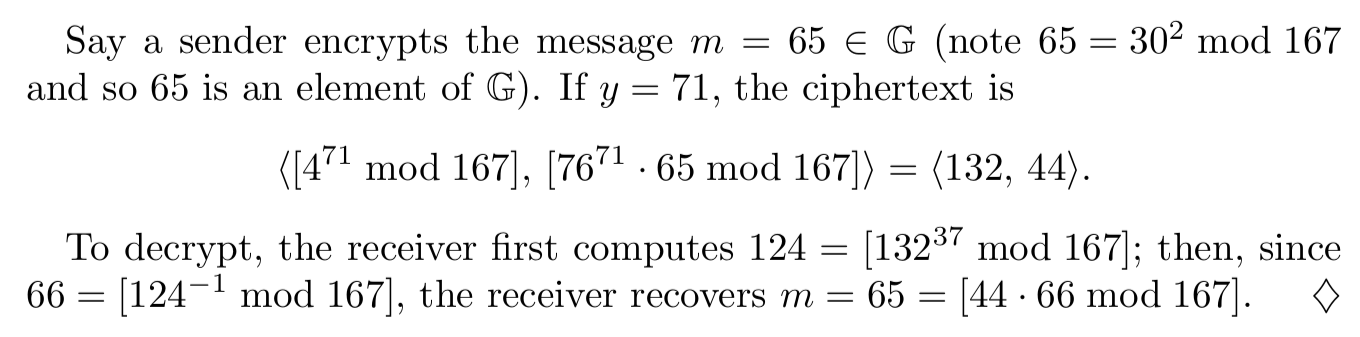 Say a sender encrypts the message m = 65 ∈ 𝔾 (note 65 = 30² mod 167
and so 65 is an element of 𝔾). If y = 71, the ciphertext is
⟨[4⁷¹ mod 167], [76⁷¹ · 65 mod 167]⟩ = ⟨132, 44⟩.
To decrypt, the receiver first computes 124 = [132³⁷ mod 167]; then, since
66 = [124⁻¹ mod 167], the receiver recovers m = 65 = [44 · 66 mod 167]. ♢